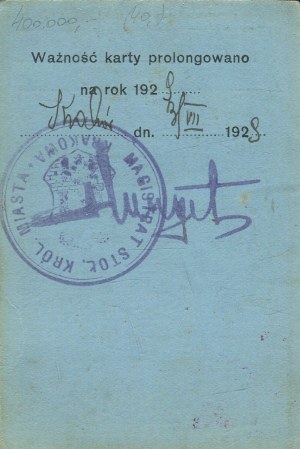 400.000,-
Ważność karty prolongowano
na rok 1928
Kraków dn. 31/VII 1928.
MAGISTRAT STOŁ. KRÓL. MIASTA KRAKOWA